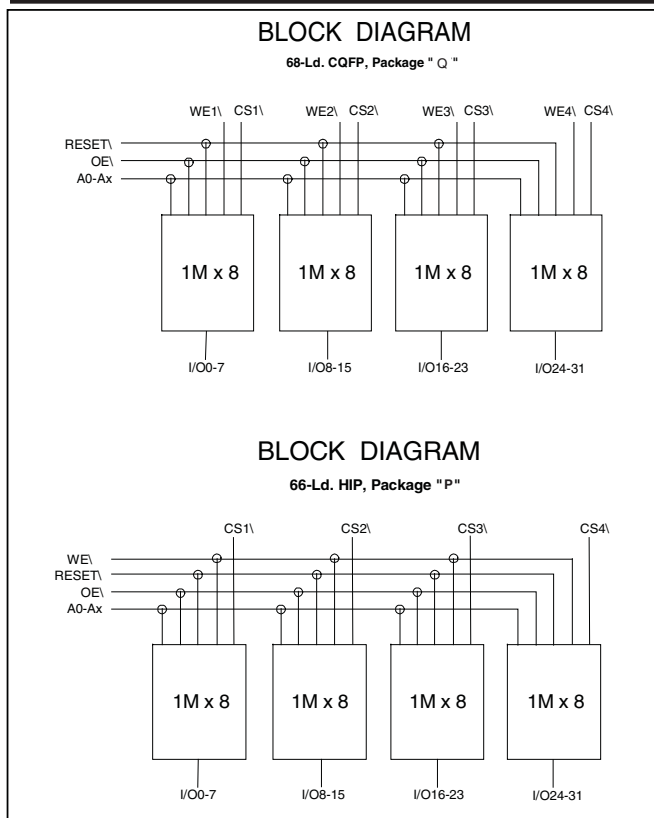 BLOCK DIAGRAM
68-Ld. CQFP, Package " Q "
WE1\ CS1\ WE2\ CS2\ WE3\ CS3\ WE4\ CS4\
RESET\
OE\
A0-Ax
1M x 8 1M x 8 1M x 8 1M x 8
I/O0-7 I/O8-15 I/O16-23 I/O24-31
BLOCK DIAGRAM
66-Ld. HIP, Package "P"
CS1\ CS2\ CS3\ CS4\
WE\
RESET\
OE\
A0-Ax
1M x 8 1M x 8 1M x 8 1M x 8
I/O0-7 I/O8-15 I/O16-23 I/O24-31